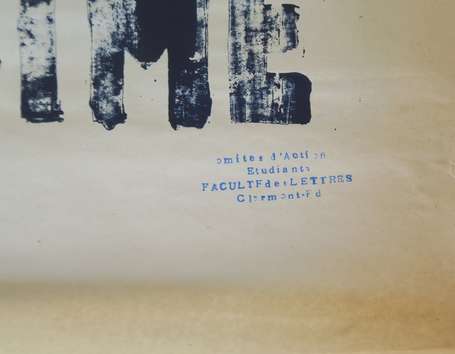 ME
omites d'Action
Etudiants
FACULTE des LETTRES
Clermont-Fd